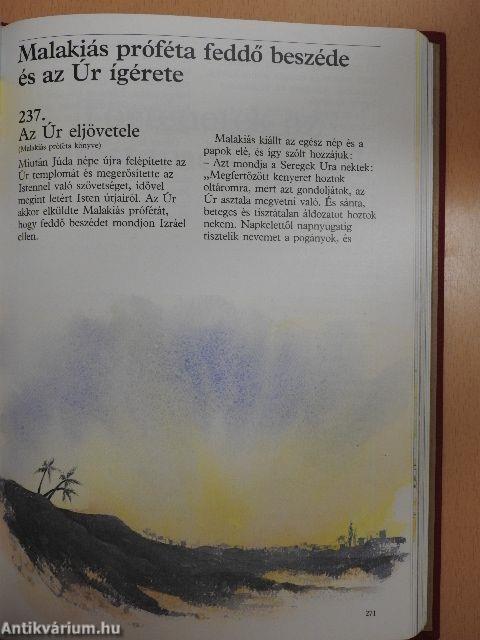 Malakiás próféta feddő beszéde
és az Úr ígérete
237.
Az Úr eljövetele
(Malakiás próféta könyve)
Miután Júda népe újra felépítette az
Úr templomát és megerősítette az
Istennel való szövetséget, idővel
megint letért Isten útjairól. Az Úr
akkor elküldte Malakiás prófétát,
hogy feddő beszédet mondjon Izráel
ellen.
Malakiás kiállt az egész nép és a
papok elé, és így szólt hozzájuk:
– Azt mondja a Seregek Ura nektek:
„Megfertőzött kenyeret hoztok
oltáromra, mert azt gondoljátok, az
Úr asztala megvetni való. És sánta,
beteges és tisztátalan áldozatot hoztok
nekem. Napkelettől napnyugatig
tisztelik nevemet a pogányok, és
271
Antikvárium.hu